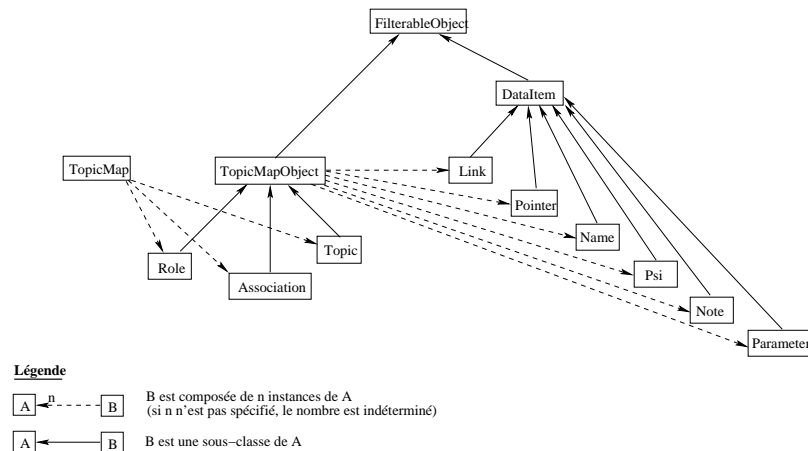 FilterableObject
DataItem
TopicMap
TopicMapObject
Link
Pointer
Name
Topic
Role
Psi
Association
Note
Parameter
Légende
A
n
B
B est composée de n instances de A
(si n n'est pas spécifié, le nombre est indéterminé)
A
B
B est une sous−classe de A